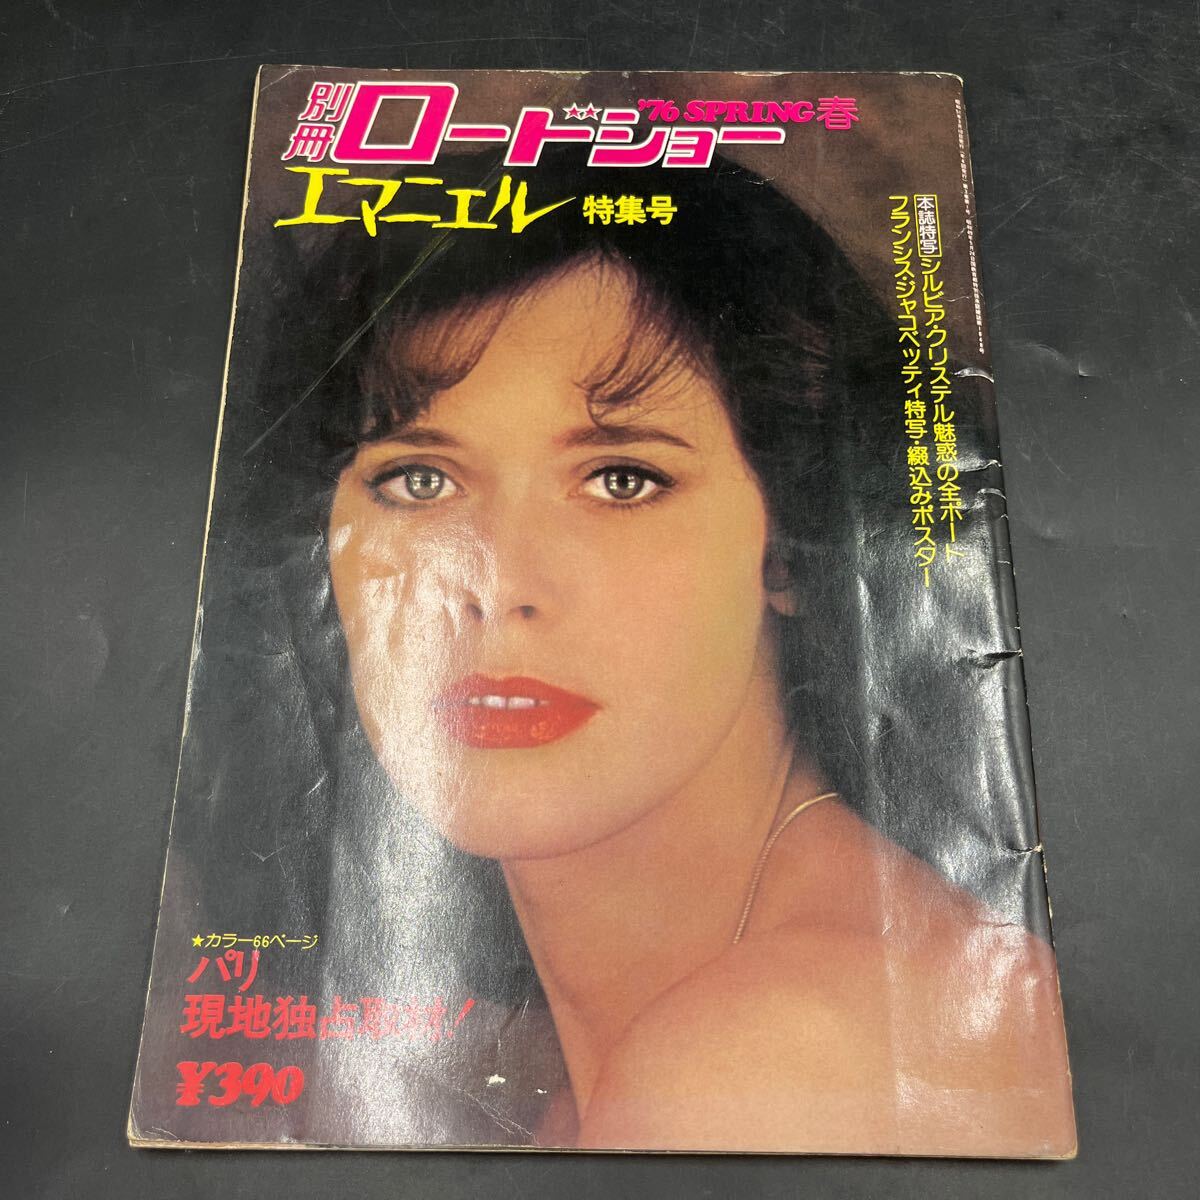 別冊
ロードショー
'76 SPRING 春
エマニエル 特集号
本誌特写 シルビア・クリステル魅惑の全ポート
フランシス・ジャコベッティ特写・綴込みポスター
★カラー66ページ
パリ
現地独占取材!
¥390